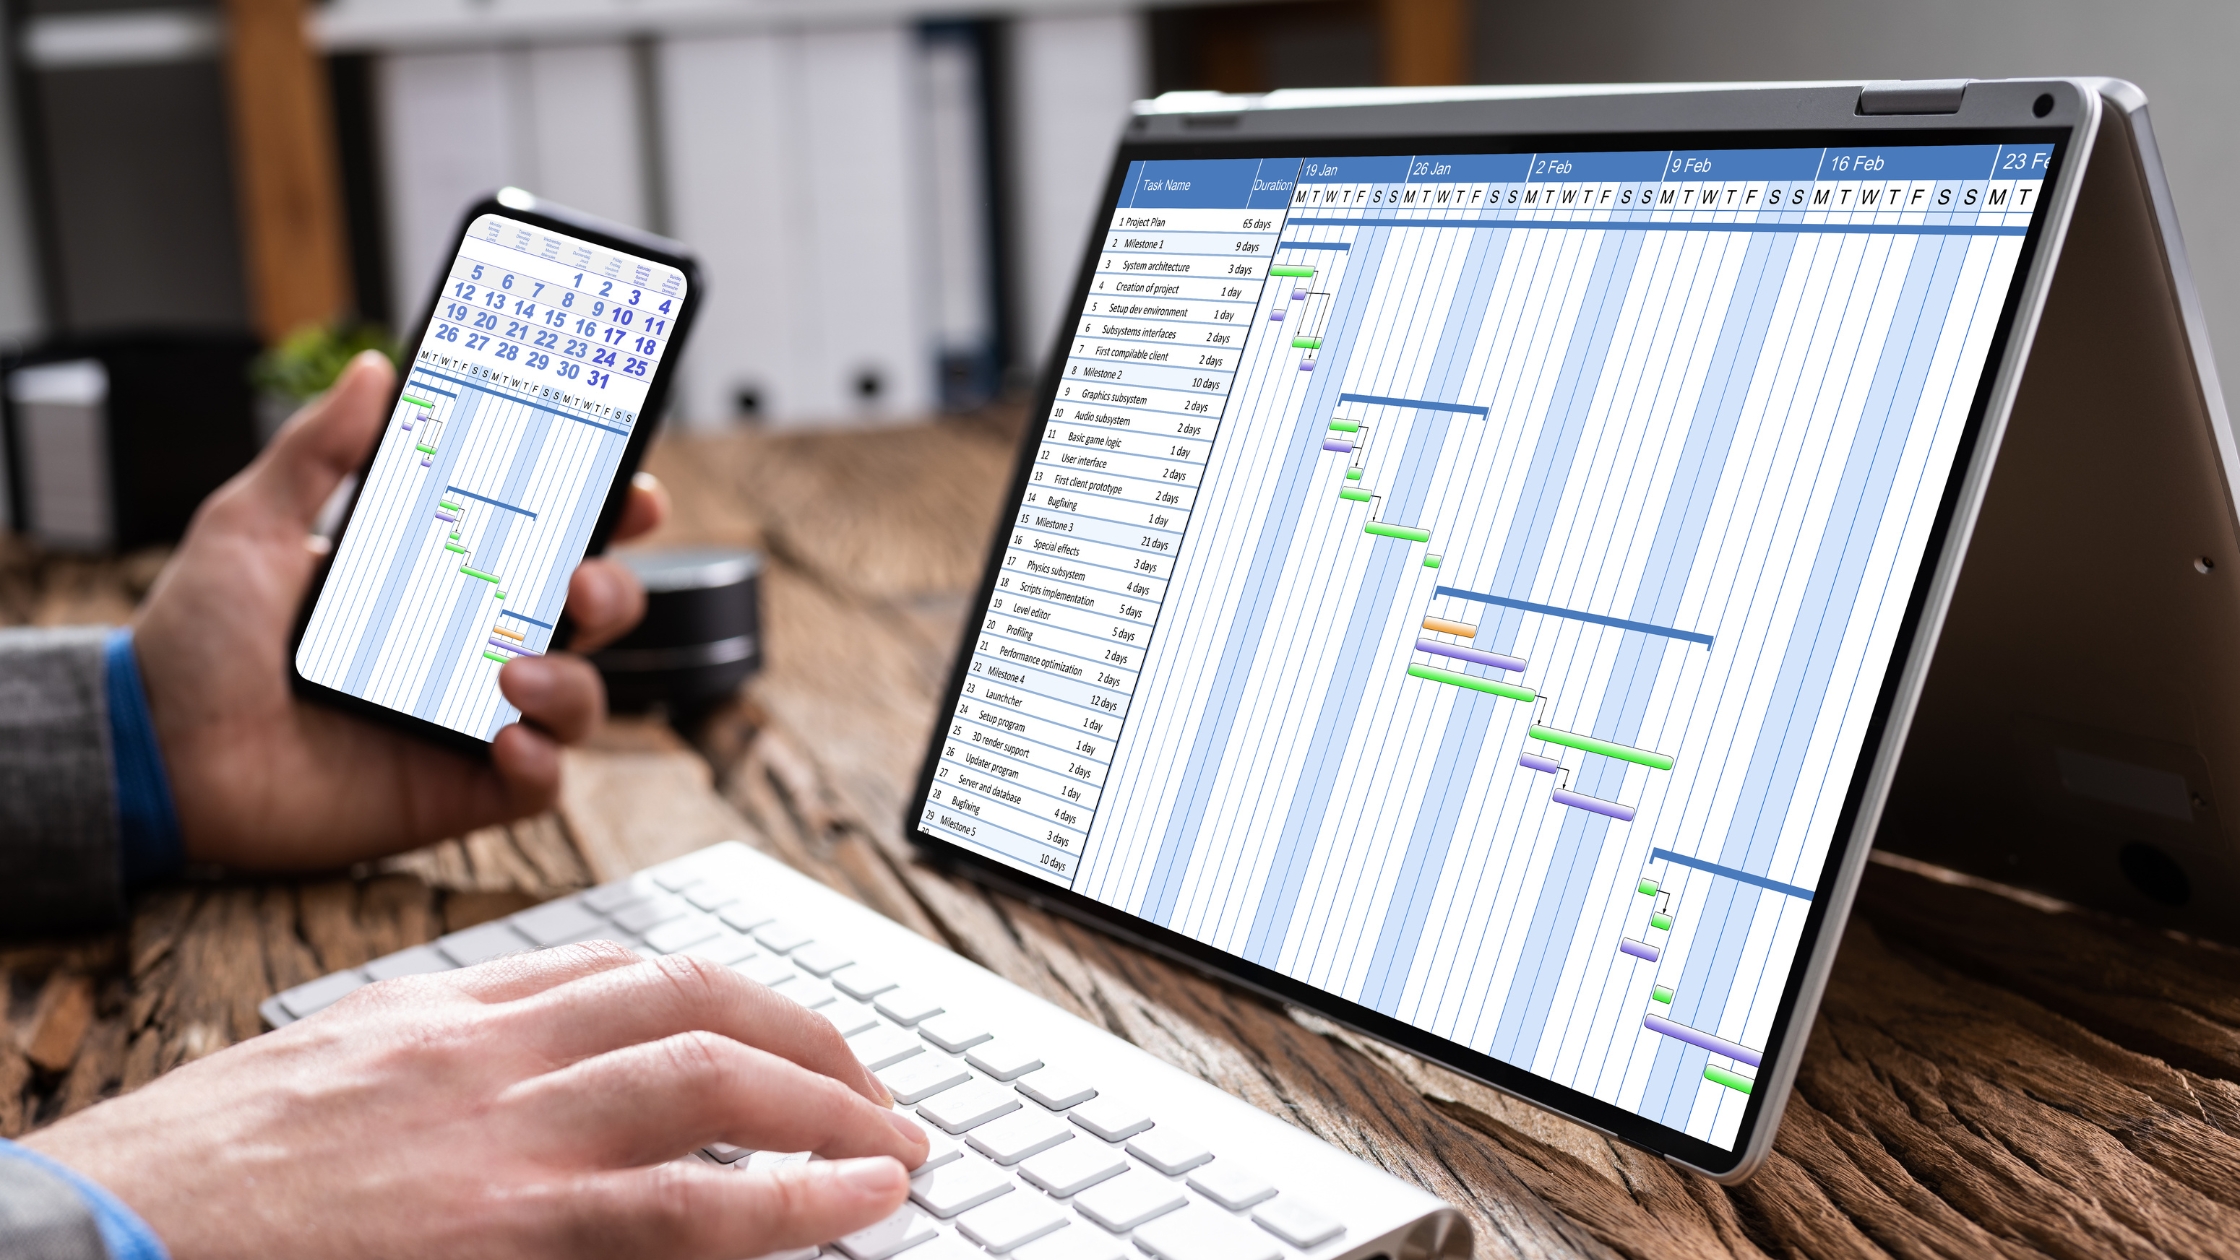 1 2 3 4
5 6 7 8 9 10 11
12 13 14 15 16 17 18
19 20 21 22 23 24 25
26 27 28 29 30 31
M T W T F S S M T W T F S S M T W T F S S
Task Name Duration 19 Jan 26 Jan 2 Feb 9 Feb 16 Feb 23 Fe
M T W T F S S M T W T F S S M T W T F S S M T W T F S S M T W T F S S M T
1 Project Plan 65 days
2 Milestone 1 9 days
3 System architecture 3 days
4 Creation of project 1 day
5 Setup dev environment 1 day
6 Subsystems interfaces 2 days
7 First compilable client 2 days
8 Milestone 2 10 days
9 Graphics subsystem 2 days
10 Audio subsystem 2 days
11 Basic game logic 1 day
12 User interface 2 days
13 First client prototype 2 days
14 Bugfixing 1 day
15 Milestone 3 21 days
16 Special effects 3 days
17 Physics subsystem 4 days
18 Scripts implementation 5 days
19 Level editor 5 days
20 Profiling 2 days
21 Performance optimization 2 days
22 Milestone 4 12 days
23 Launchcher 1 day
24 Setup program 1 day
25 3D render support 2 days
26 Updater program 1 day
27 Server and database 4 days
28 Bugfixing 3 days
29 Milestone 5 10 days